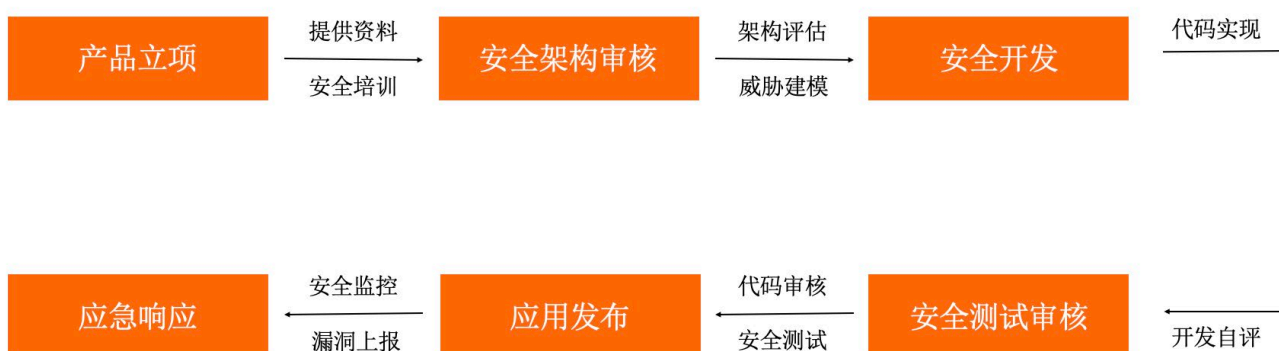 产品立项
提供资料
安全培训
安全架构审核
架构评估
威胁建模
安全开发
代码实现
开发自评
安全测试审核
代码审核
安全测试
应用发布
安全监控
漏洞上报
应急响应